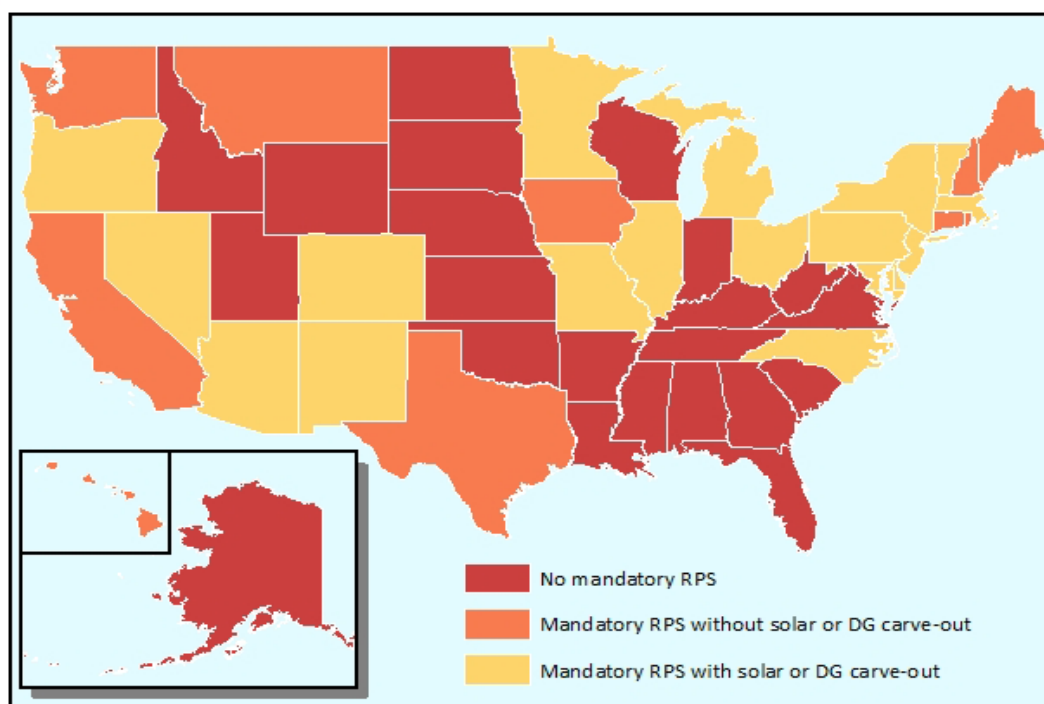 No mandatory RPS
Mandatory RPS without solar or DG carve-out
Mandatory RPS with solar or DG carve-out